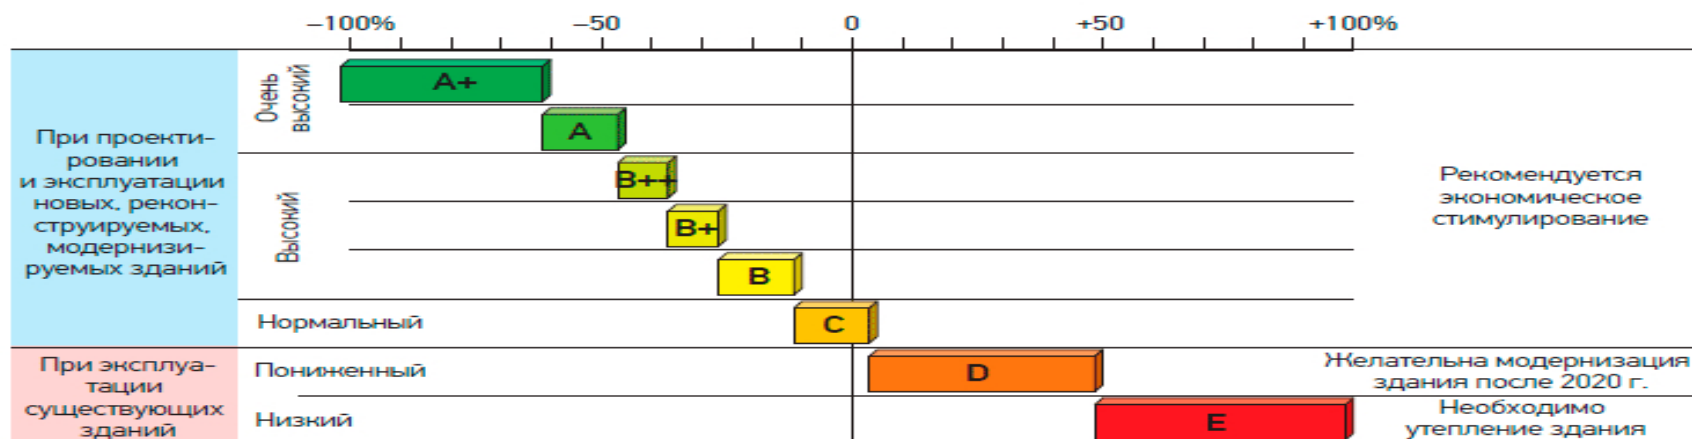 −100%
−50
0
+50
+100%
При проекти-
ровании
и эксплуатации
новых, рекон-
струируемых,
модернизи-
руемых зданий
Очень
высокий
A+
A
Высокий
B++
B+
B
Рекомендуется
экономическое
стимулирование
Нормальный
C
При эксплуа-
тации
существующих
зданий
Пониженный
D
Желательна модернизация
здания после 2020 г.
Низкий
E
Необходимо
утепление здания